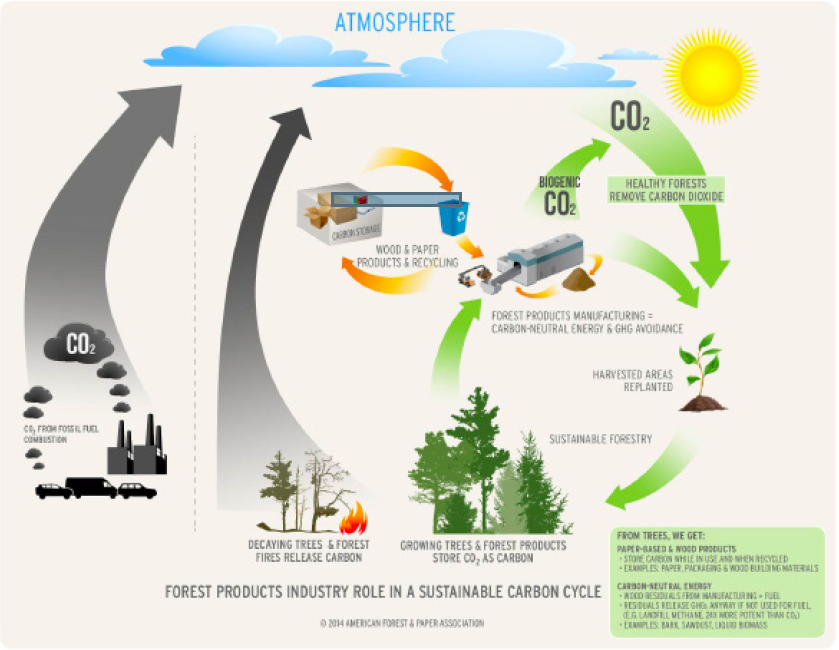 ATMOSPHERE
CO₂
BIOGENIC
CO₂
HEALTHY FORESTS
REMOVE CARBON DIOXIDE
CARBON STORAGE
WOOD & PAPER
PRODUCTS & RECYCLING
FOREST PRODUCTS MANUFACTURING =
CARBON-NEUTRAL ENERGY & GHG AVOIDANCE
CO₂
HARVESTED AREAS
REPLANTED
CO₂ FROM FOSSIL FUEL
COMBUSTION
SUSTAINABLE FORESTRY
DECAYING TREES & FOREST
FIRES RELEASE CARBON
GROWING TREES & FOREST PRODUCTS
STORE CO₂ AS CARBON
FROM TREES, WE GET:
PAPER-BASED & WOOD PRODUCTS
• STORE CARBON WHILE IN USE AND WHEN RECYCLED
• EXAMPLES: PAPER, PACKAGING & WOOD BUILDING MATERIALS
CARBON-NEUTRAL ENERGY
• WOOD RESIDUALS FROM MANUFACTURING = FUEL
• RESIDUALS RELEASE GHGs ANYWAY IF NOT USED FOR FUEL,
(E.G. LANDFILL METHANE, 24X MORE POTENT THAN CO₂)
• EXAMPLES: BARK, SAWDUST, LIQUID BIOMASS
FOREST PRODUCTS INDUSTRY ROLE IN A SUSTAINABLE CARBON CYCLE
© 2014 AMERICAN FOREST & PAPER ASSOCIATION